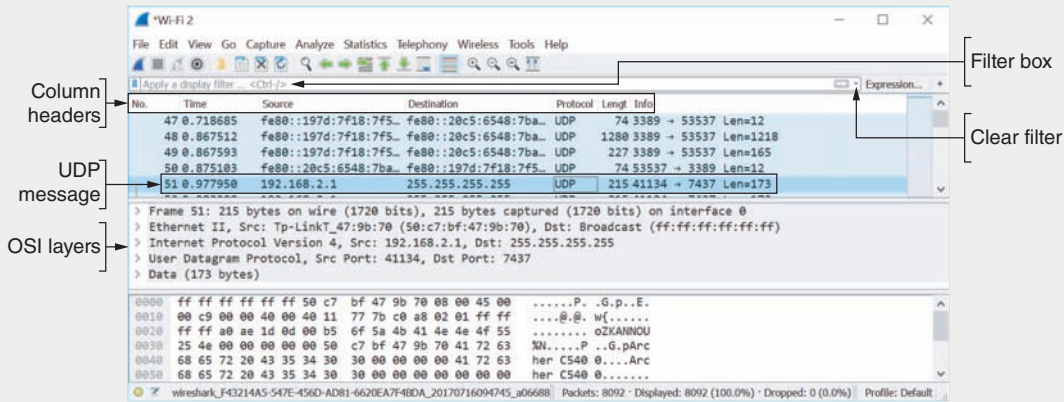 *Wi-Fi 2
File Edit View Go Capture Analyze Statistics Telephony Wireless Tools Help
Apply a display filter ... <Ctrl-/>
Expression...
+
Filter box
Column headers
No. Time Source Destination Protocol Lengt Info
47 0.718685 fe80::197d:7f18:7f5… fe80::20c5:6548:7ba… UDP 74 3389 → 53537 Len=12
48 0.867512 fe80::197d:7f18:7f5… fe80::20c5:6548:7ba… UDP 1280 3389 → 53537 Len=1218
Clear filter
49 0.867593 fe80::197d:7f18:7f5… fe80::20c5:6548:7ba… UDP 227 3389 → 53537 Len=165
50 0.875103 fe80::20c5:6548:7ba… fe80::197d:7f18:7f5… UDP 74 53537 → 3389 Len=12
UDP message
51 0.977950 192.168.2.1 255.255.255.255 UDP 215 41134 → 7437 Len=173
OSI layers
> Frame 51: 215 bytes on wire (1720 bits), 215 bytes captured (1720 bits) on interface 0
> Ethernet II, Src: Tp-LinkT_47:9b:70 (50:c7:bf:47:9b:70), Dst: Broadcast (ff:ff:ff:ff:ff:ff)
> Internet Protocol Version 4, Src: 192.168.2.1, Dst: 255.255.255.255
> User Datagram Protocol, Src Port: 41134, Dst Port: 7437
> Data (173 bytes)
0000 ff ff ff ff ff ff 50 c7 bf 47 9b 70 08 00 45 00 ......P. .G.p..E.
0010 00 c9 00 00 40 00 40 11 77 7b c0 a8 02 01 ff ff ....@.@. w{......
0020 ff ff a0 ae 1d 0d 00 b5 6f 5a 4b 41 4e 4e 4f 55 ........ oZKANNOU
0030 25 4e 00 00 00 00 00 50 c7 bf 47 9b 70 41 72 63 %N.....P ..G.pArc
0040 68 65 72 20 43 35 34 30 30 00 00 00 00 41 72 63 her C540 0....Arc
0050 68 65 72 20 43 35 34 30 30 00 00 00 00 00 00 00 her C540 0.......
wireshark_F43214A5-547E-456D-AD81-6620EA7F4BDA_20170716094745_a06688 Packets: 8092 · Displayed: 8092 (100.0%) · Dropped: 0 (0.0%) Profile: Default